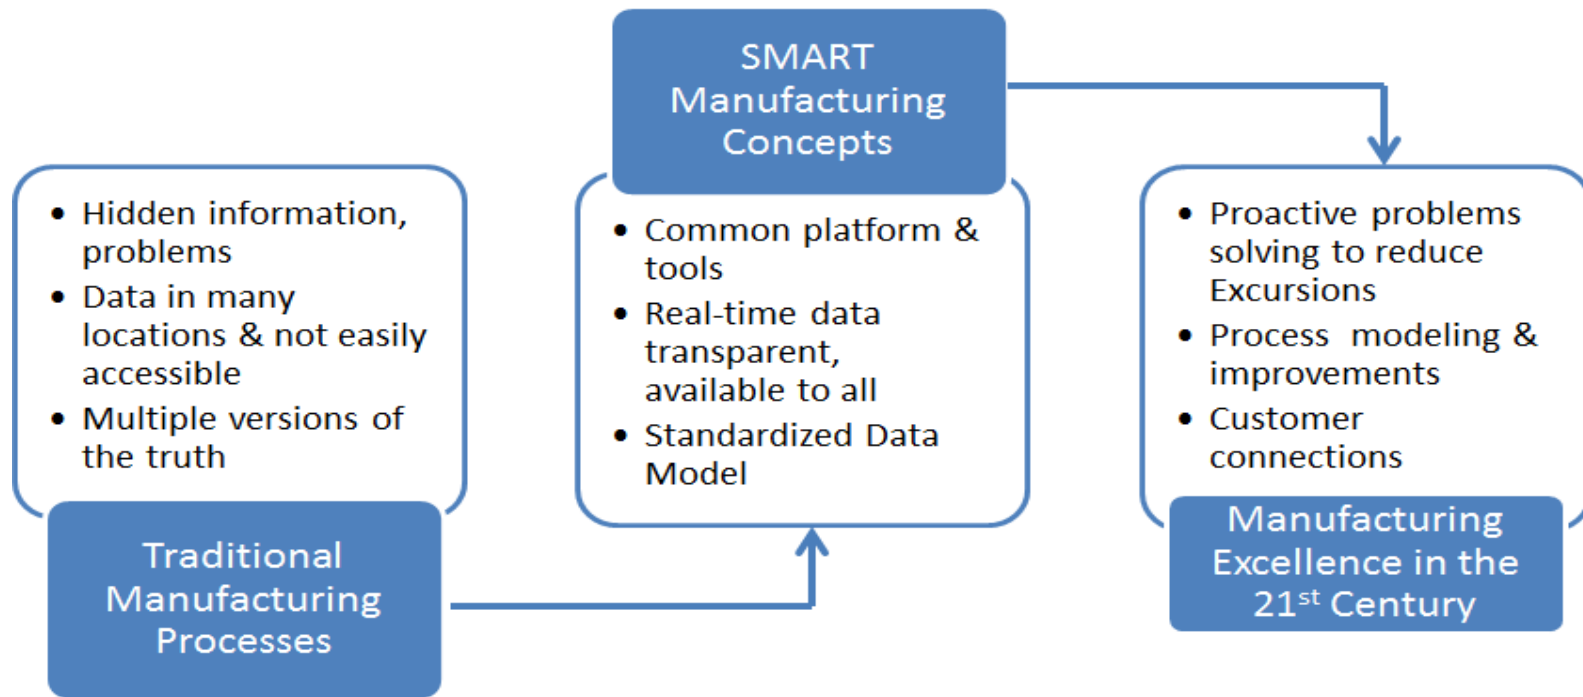 • Hidden information,
problems
• Data in many
locations & not easily
accessible
• Multiple versions of
the truth
Traditional
Manufacturing
Processes
SMART
Manufacturing
Concepts
• Common platform &
tools
• Real-time data
transparent,
available to all
• Standardized Data
Model
• Proactive problems
solving to reduce
Excursions
• Process modeling &
improvements
• Customer
connections
Manufacturing
Excellence in the
21st Century